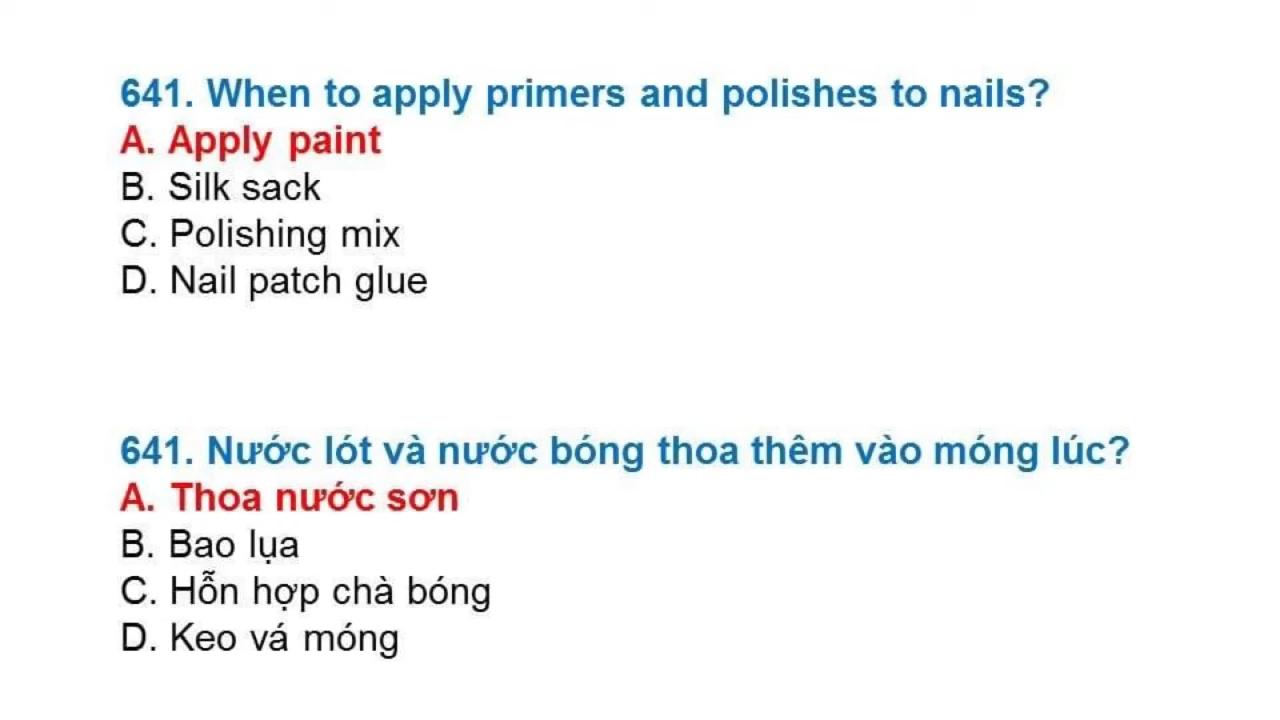 641. When to apply primers and polishes to nails?
A. Apply paint
B. Silk sack
C. Polishing mix
D. Nail patch glue
641. Nước lót và nước bóng thoa thêm vào móng lúc?
A. Thoa nước sơn
B. Bao lụa
C. Hỗn hợp chà bóng
D. Keo vá móng